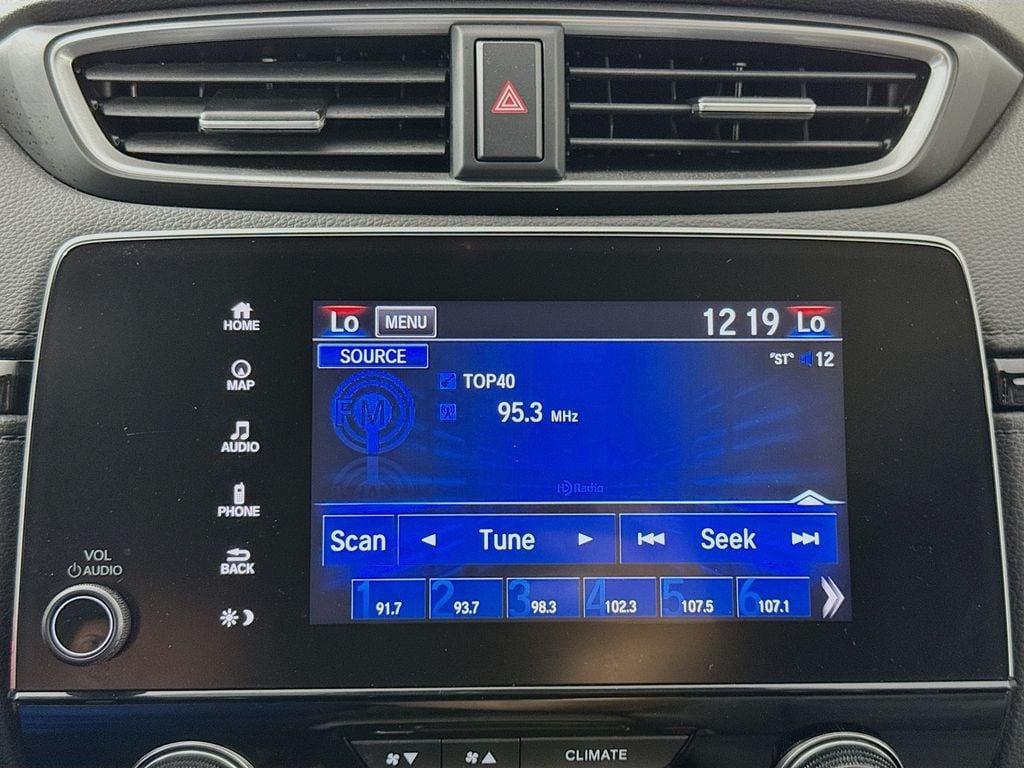 HOME
MAP
AUDIO
PHONE
BACK
VOL
AUDIO
Lo MENU 12 19 Lo
SOURCE "ST" 12
TOP40
FM
95.3 MHz
HD Radio
Scan Tune Seek
1 91.7 2 93.7 3 98.3 4 102.3 5 107.5 6 107.1
CLIMATE